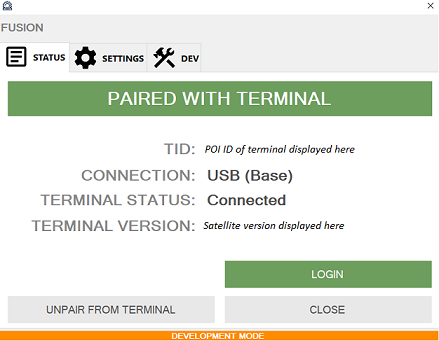 FUSION
STATUS SETTINGS DEV
PAIRED WITH TERMINAL
TID: POI ID of terminal displayed here
CONNECTION: USB (Base)
TERMINAL STATUS: Connected
TERMINAL VERSION: Satellite version displayed here
LOGIN
UNPAIR FROM TERMINAL CLOSE
DEVELOPMENT MODE